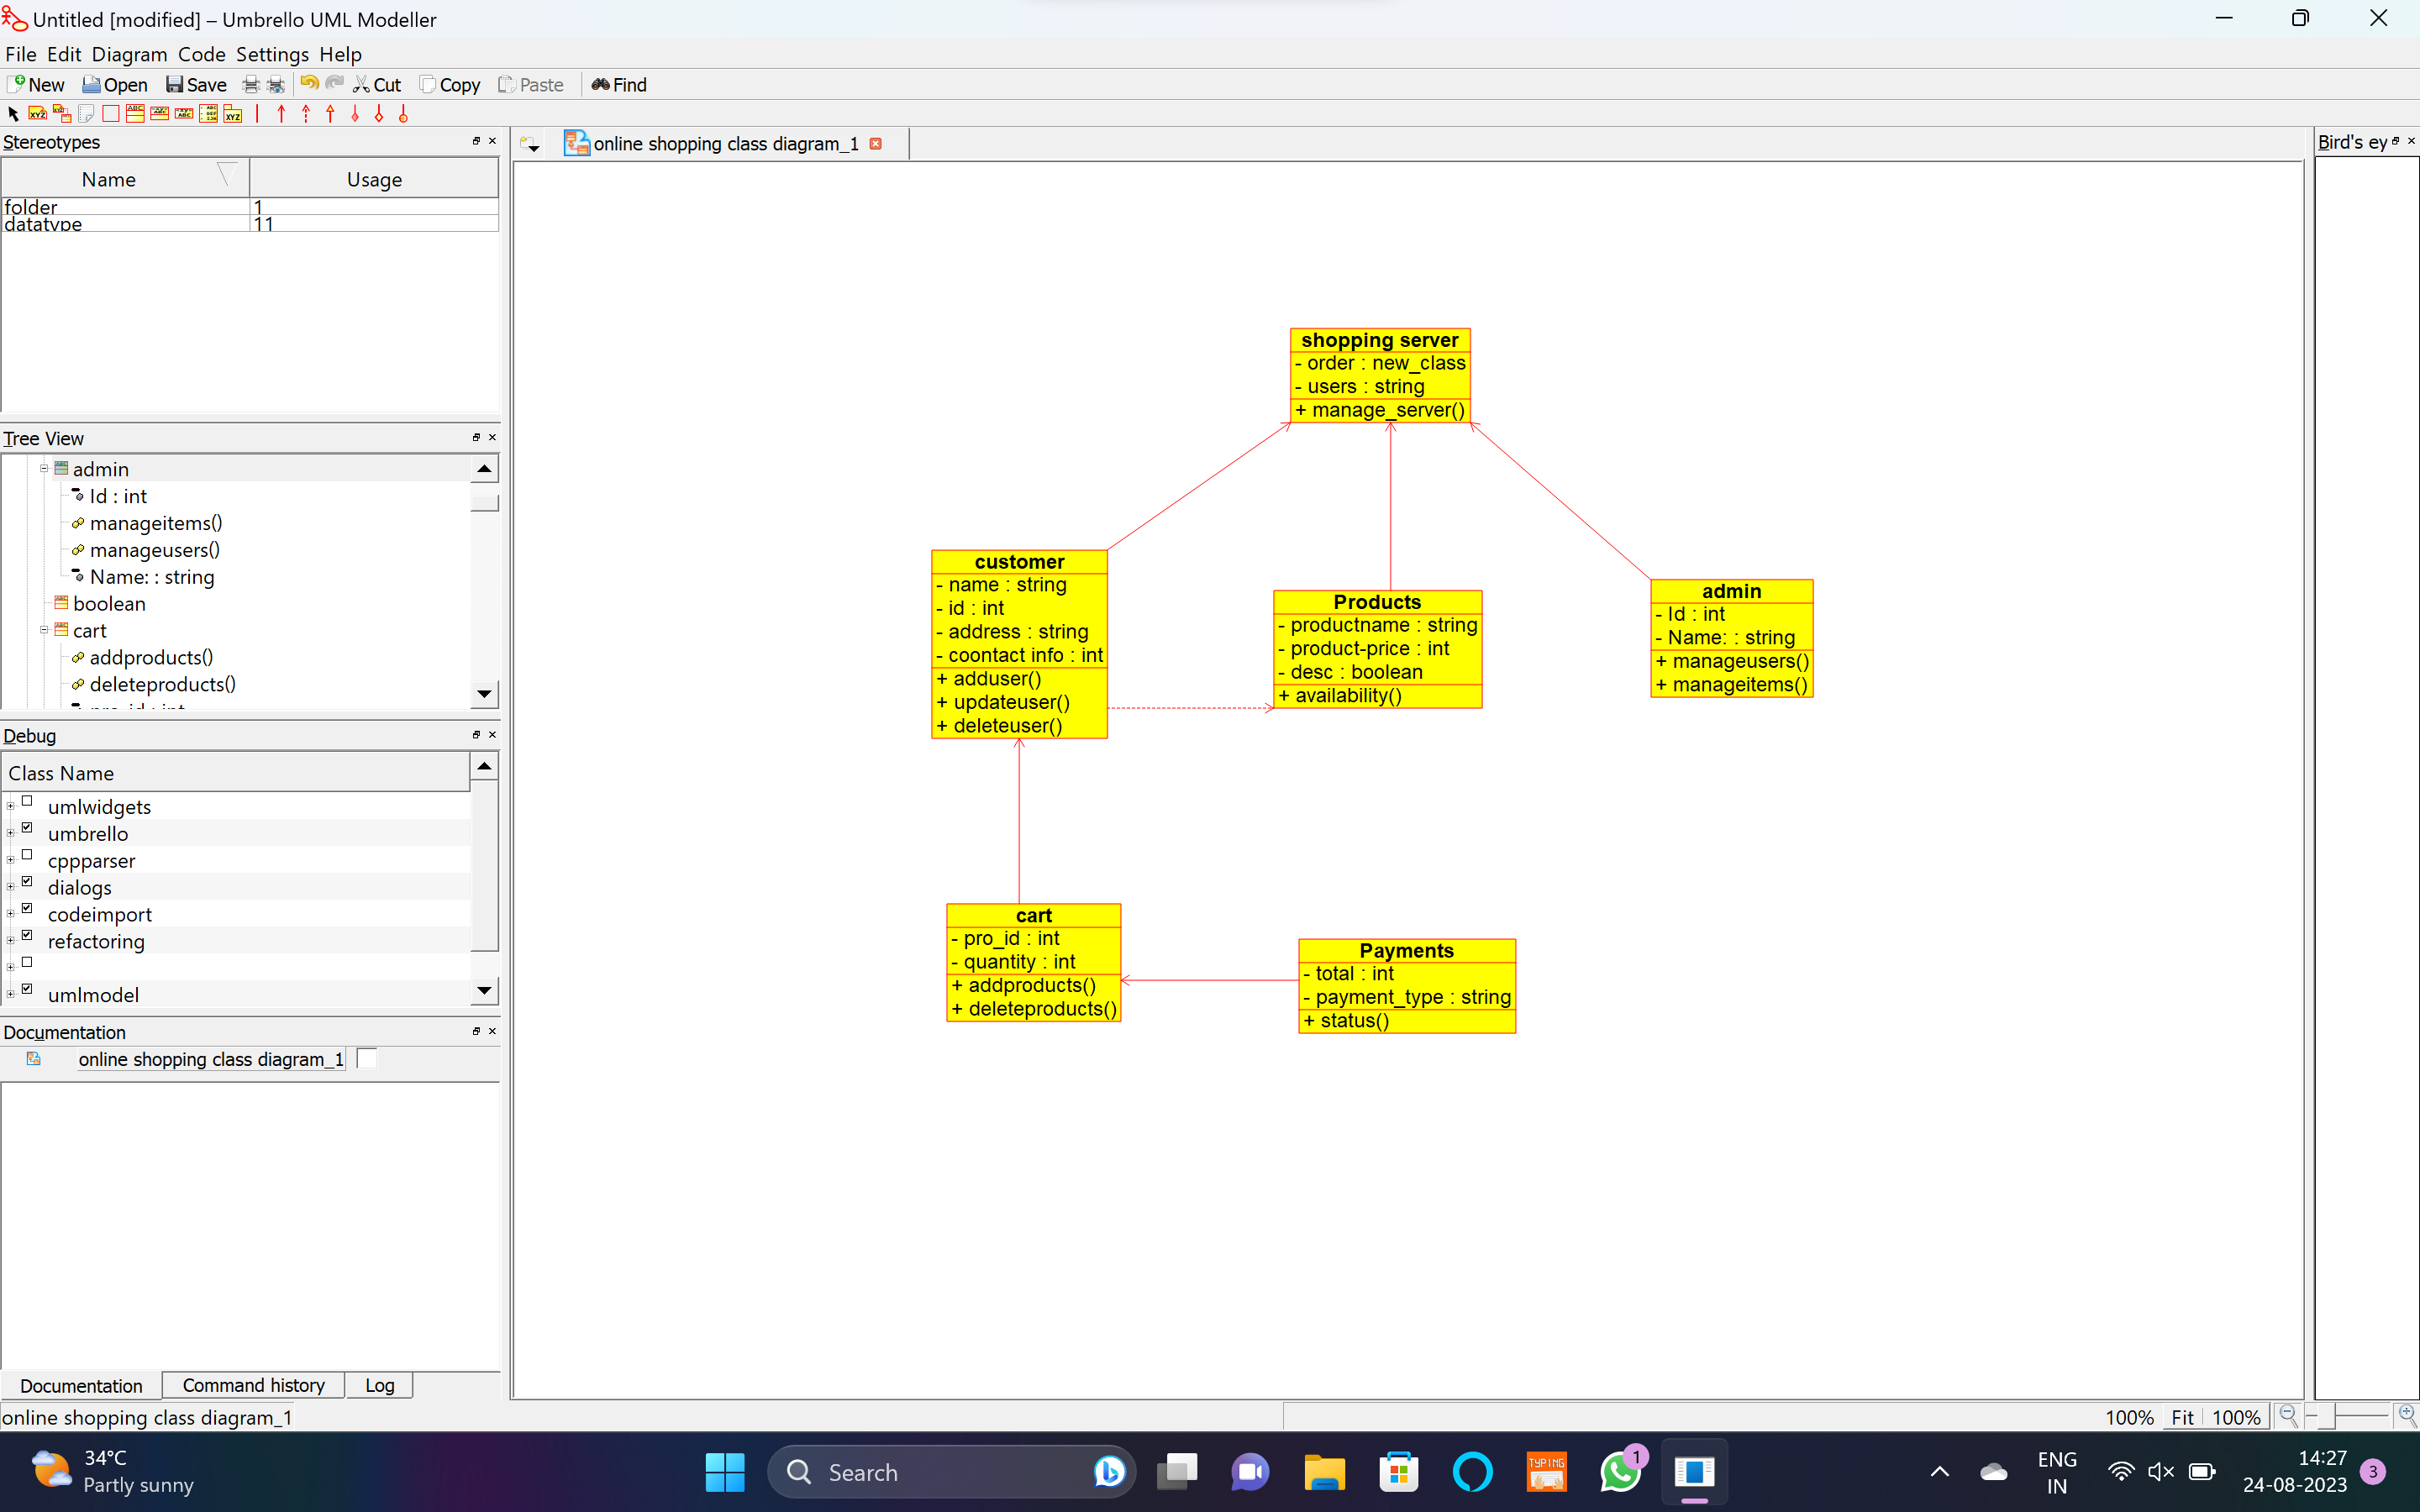 Untitled [modified] – Umbrello UML Modeller
File Edit Diagram Code Settings Help
New Open Save Cut Copy Paste Find
Stereotypes
Name Usage
folder 1
datatype 11
Tree View
admin
Id : int
manageitems()
manageusers()
Name: : string
boolean
cart
addproducts()
deleteproducts()
Debug
Class Name
umlwidgets
umbrello
cppparser
dialogs
codeimport
refactoring
umlmodel
Documentation
online shopping class diagram_1
Documentation Command history Log
online shopping class diagram_1
online shopping class diagram_1
Bird's ey
shopping server
- order : new_class
- users : string
+ manage_server()
customer
- name : string
- id : int
- address : string
- coontact info : int
+ adduser()
+ updateuser()
+ deleteuser()
Products
- productname : string
- product-price : int
- desc : boolean
+ availability()
admin
- Id : int
- Name: : string
+ manageusers()
+ manageitems()
cart
- pro_id : int
- quantity : int
+ addproducts()
+ deleteproducts()
Payments
- total : int
- payment_type : string
+ status()
100% Fit 100%
34°C
Partly sunny
Search
TYPING
1
ENG
IN
14:27
24-08-2023
3